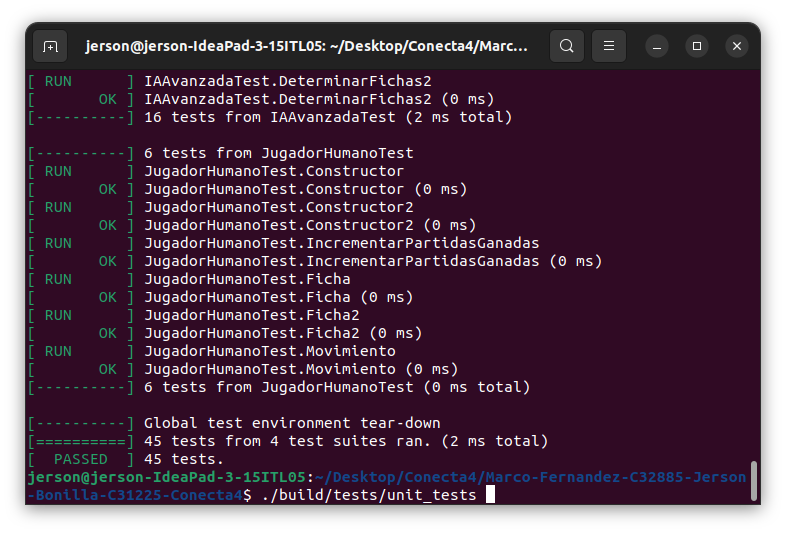 jerson@jerson-IdeaPad-3-15ITL05: ~/Desktop/Conecta4/Marc...
[ RUN      ] IAAvanzadaTest.DeterminarFichas2
[       OK ] IAAvanzadaTest.DeterminarFichas2 (0 ms)
[----------] 16 tests from IAAvanzadaTest (2 ms total)

[----------] 6 tests from JugadorHumanoTest
[ RUN      ] JugadorHumanoTest.Constructor
[       OK ] JugadorHumanoTest.Constructor (0 ms)
[ RUN      ] JugadorHumanoTest.Constructor2
[       OK ] JugadorHumanoTest.Constructor2 (0 ms)
[ RUN      ] JugadorHumanoTest.IncrementarPartidasGanadas
[       OK ] JugadorHumanoTest.IncrementarPartidasGanadas (0 ms)
[ RUN      ] JugadorHumanoTest.Ficha
[       OK ] JugadorHumanoTest.Ficha (0 ms)
[ RUN      ] JugadorHumanoTest.Ficha2
[       OK ] JugadorHumanoTest.Ficha2 (0 ms)
[ RUN      ] JugadorHumanoTest.Movimiento
[       OK ] JugadorHumanoTest.Movimiento (0 ms)
[----------] 6 tests from JugadorHumanoTest (0 ms total)

[----------] Global test environment tear-down
[==========] 45 tests from 4 test suites ran. (2 ms total)
[  PASSED  ] 45 tests.
jerson@jerson-IdeaPad-3-15ITL05:~/Desktop/Conecta4/Marco-Fernandez-C32885-Jerson
-Bonilla-C31225-Conecta4$ ./build/tests/unit_tests